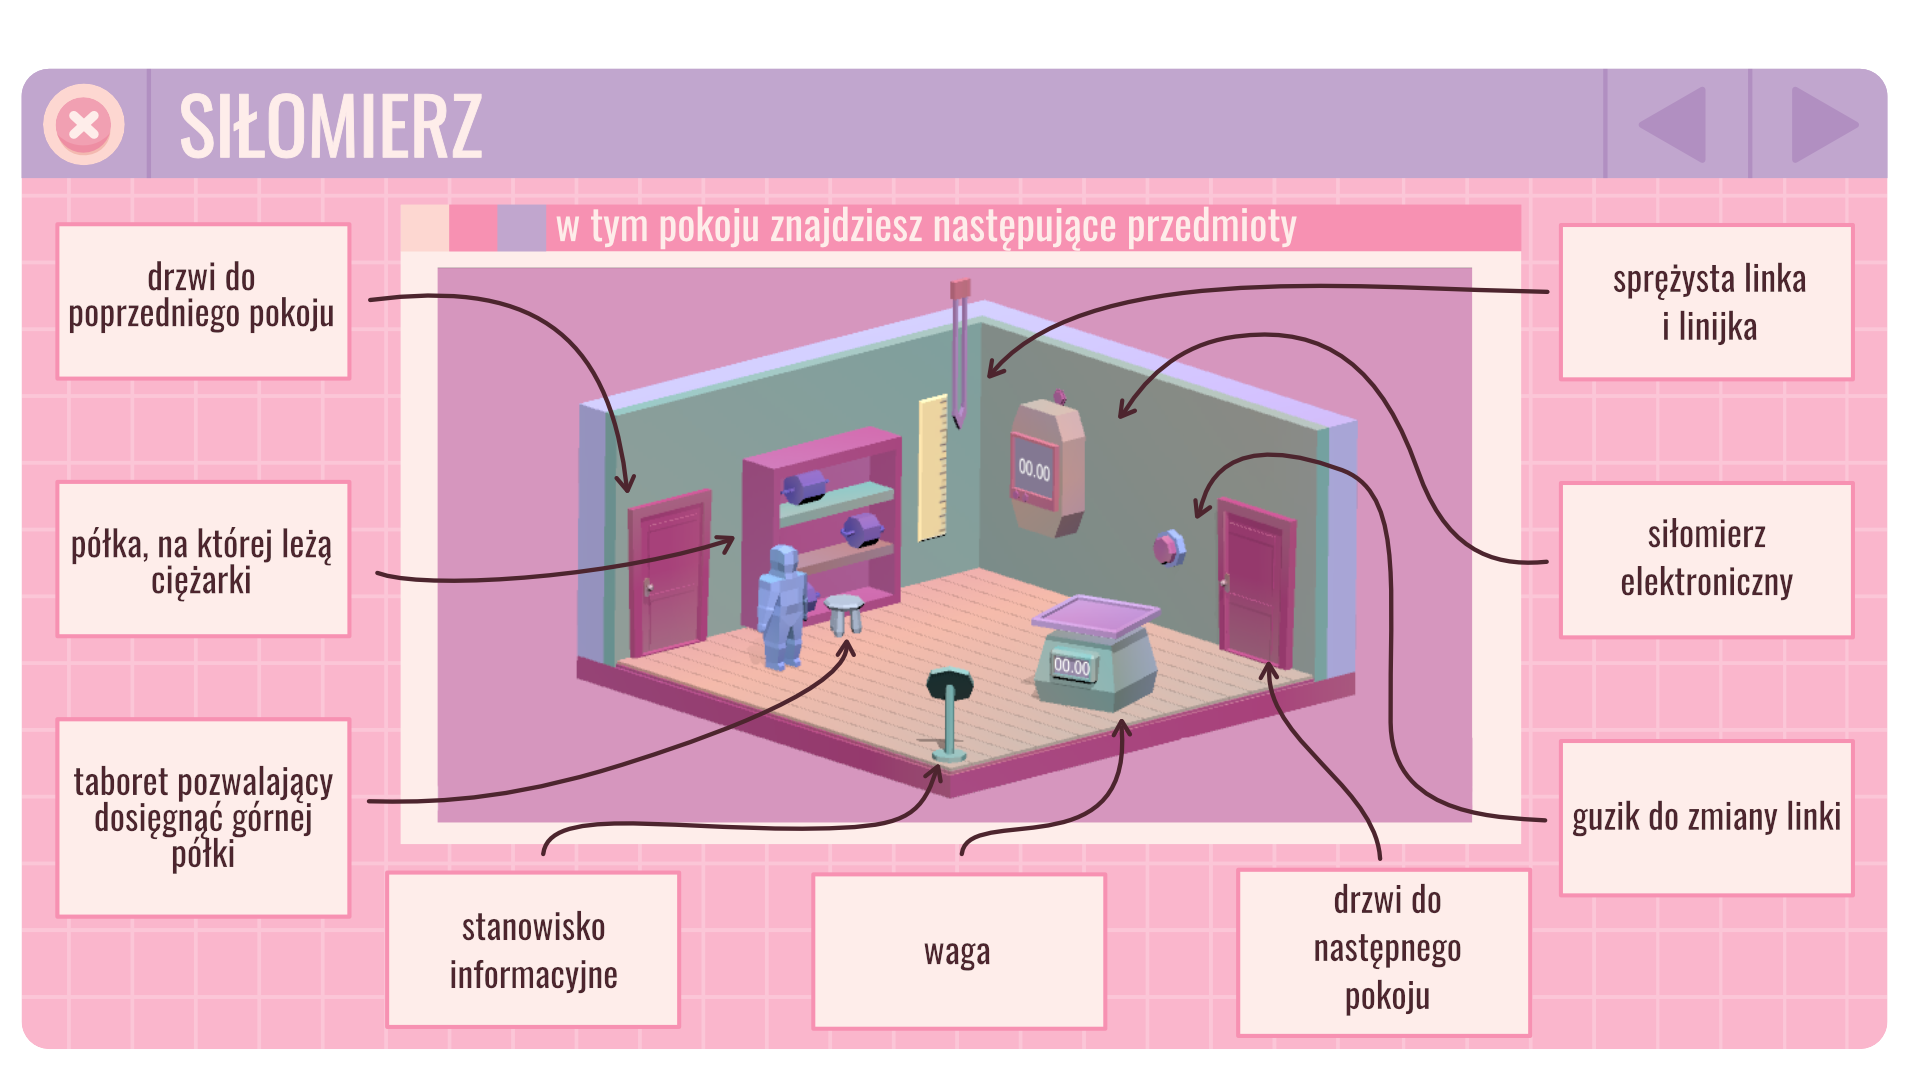 SIŁOMIERZ
w tym pokoju znajdziesz następujące przedmioty
drzwi do
poprzedniego pokoju
półka, na której leżą
ciężarki
taboret pozwalający
dosięgnąć górnej
półki
stanowisko
informacyjne
waga
drzwi do
następnego
pokoju
sprężysta linka
i linijka
siłomierz
elektroniczny
guzik do zmiany linki
00.00
00.00